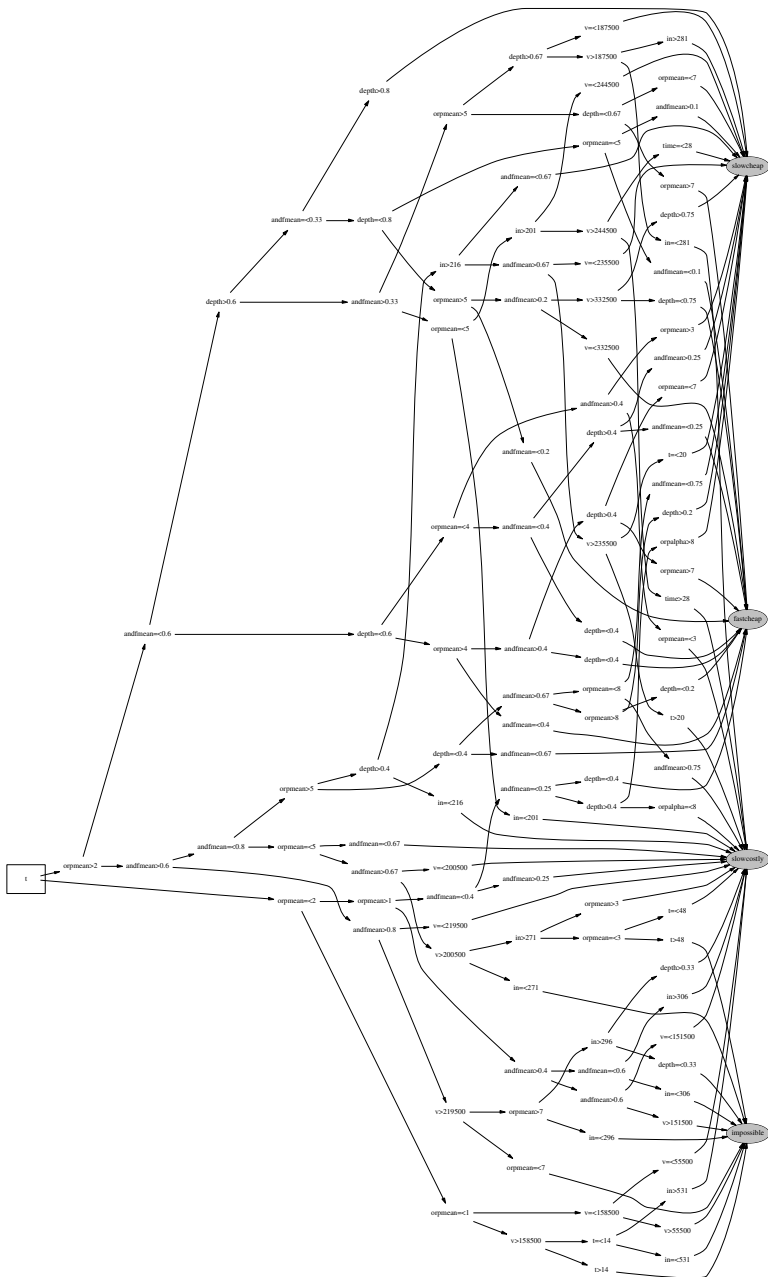 v=<187500
in>281
depth>0.67
v>187500
orpmean=<7
v=<244500
depth>0.8
andfmean>0.1
orpmean>5
depth=<0.67
orpmean=<5
time=<28
slowcheap
andfmean=<0.67
orpmean>7
depth>0.75
andfmean=<0.33
depth=<0.8
in>201
v>244500
in=<281
in>216
andfmean>0.67
v=<235500
andfmean=<0.1
depth>0.6
andfmean>0.33
orpmean>5
andfmean>0.2
v>332500
depth=<0.75
orpmean=<5
orpmean>3
v=<332500
andfmean>0.25
orpmean=<7
andfmean>0.4
andfmean=<0.25
depth>0.4
andfmean=<0.2
t=<20
andfmean=<0.75
depth>0.4
depth>0.2
orpmean=<4
andfmean=<0.4
v>235500
orpalpha>8
orpmean>7
time>28
fastcheap
andfmean=<0.6
depth=<0.6
depth=<0.4
orpmean=<3
orpmean>4
andfmean>0.4
depth=<0.4
andfmean>0.67
orpmean=<8
depth=<0.2
orpmean>8
t>20
andfmean=<0.4
depth=<0.4
andfmean=<0.67
depth>0.4
andfmean>0.75
orpmean>5
andfmean=<0.25
depth=<0.4
in=<216
depth>0.4
orpalpha=<8
in=<201
andfmean=<0.8
orpmean=<5
andfmean=<0.67
slowcostly
orpmean>2
andfmean>0.6
andfmean>0.67
v=<200500
t
andfmean>0.25
orpmean=<2
orpmean>1
andfmean=<0.4
orpmean>3
t=<48
andfmean>0.8
v=<219500
in>271
orpmean=<3
t>48
v>200500
depth>0.33
in=<271
in>306
v=<151500
in>296
depth=<0.33
andfmean>0.4
andfmean=<0.6
in=<306
andfmean>0.6
v>219500
orpmean>7
v>151500
impossible
in=<296
v=<55500
orpmean=<7
in>531
orpmean=<1
v=<158500
v>55500
v>158500
t=<14
in=<531
t>14